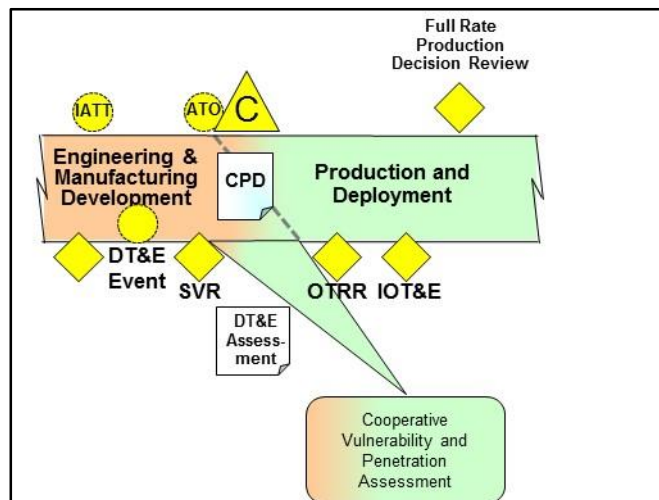 Full Rate
Production
Decision Review
IATT
ATO
C
Engineering &
Manufacturing
Development
CPD
Production and
Deployment
DT&E
Event
SVR
OTRR
IOT&E
DT&E
Assess-
ment
Cooperative
Vulnerability and
Penetration
Assessment